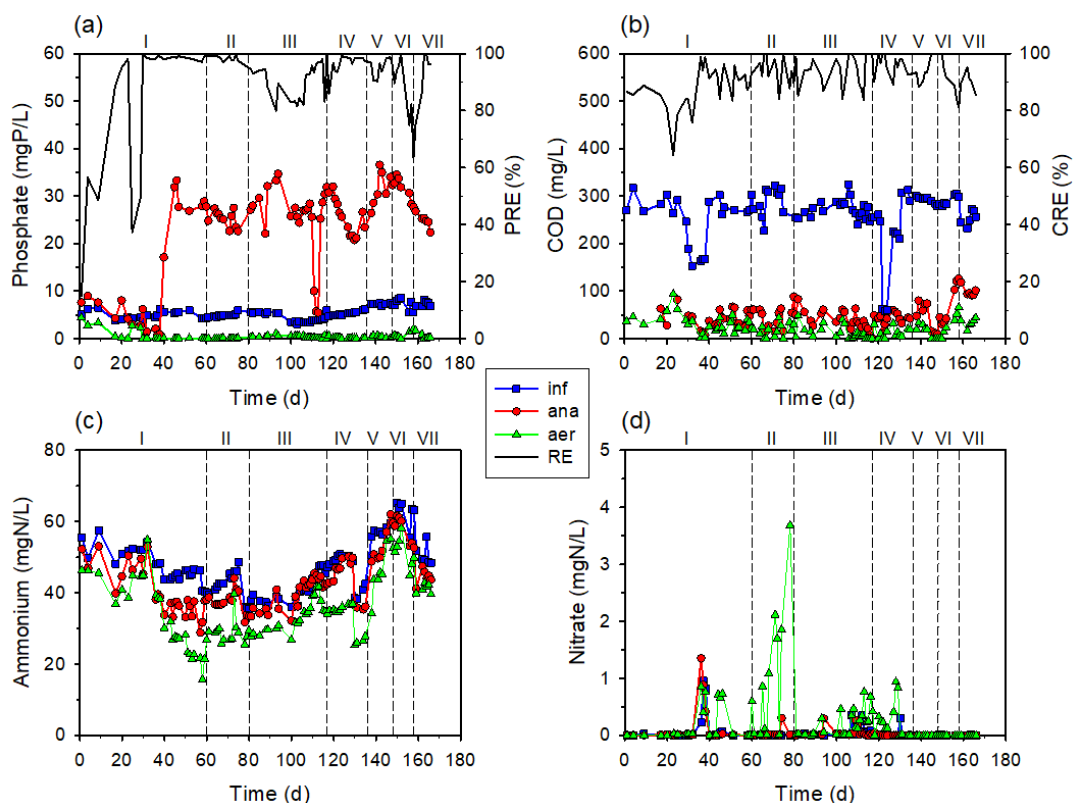 (a)
I II III IV V VI VII
60 50 40 30 20 10 0
Phosphate (mgP/L)
100 80 60 40 20 0
PRE (%)
0 20 40 60 80 100 120 140 160 180
Time (d)
(b)
I II III IV V VI VII
600 500 400 300 200 100 0
COD (mg/L)
100 80 60 40 20 0
CRE (%)
0 20 40 60 80 100 120 140 160 180
Time (d)
inf
ana
aer
RE
(c)
I II III IV V VI VII
80 60 40 20 0
Ammonium (mgN/L)
0 20 40 60 80 100 120 140 160 180
Time (d)
(d)
I II III IV V VI VII
5 4 3 2 1 0
Nitrate (mgN/L)
0 20 40 60 80 100 120 140 160 180
Time (d)